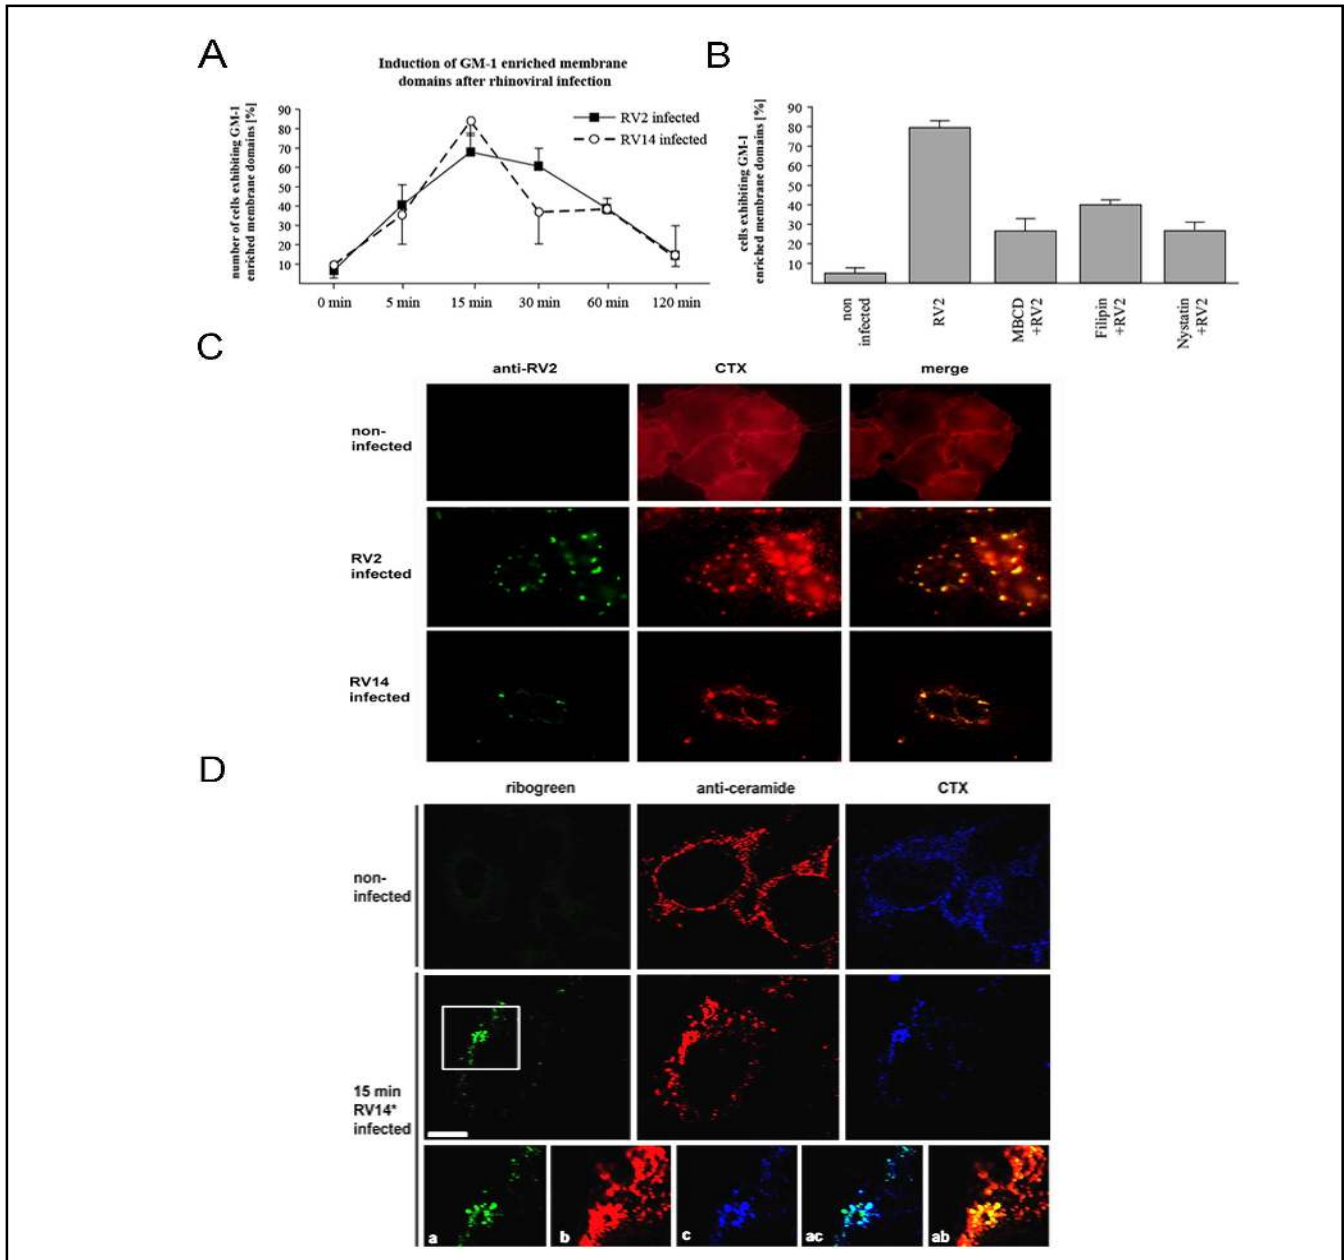 A
Induction of GM-1 enriched membrane
domains after rhinoviral infection
number of cells exhibiting GM-1
enriched membrane domains [%]
90
80
70
60
50
40
30
20
10
RV2 infected
RV14 infected
0 min
5 min
15 min
30 min
60 min
120 min
B
cells exhibiting GM-1
enriched membrane domains [%]
90
80
70
60
50
40
30
20
10
non
infected
RV2
MBCD
+RV2
Filipin
+RV2
Nystatin
+RV2
C
anti-RV2
CTX
merge
non-
infected
RV2
infected
RV14
infected
D
ribogreen
anti-ceramide
CTX
non-
infected
15 min
RV14*
infected
a
b
c
ac
ab